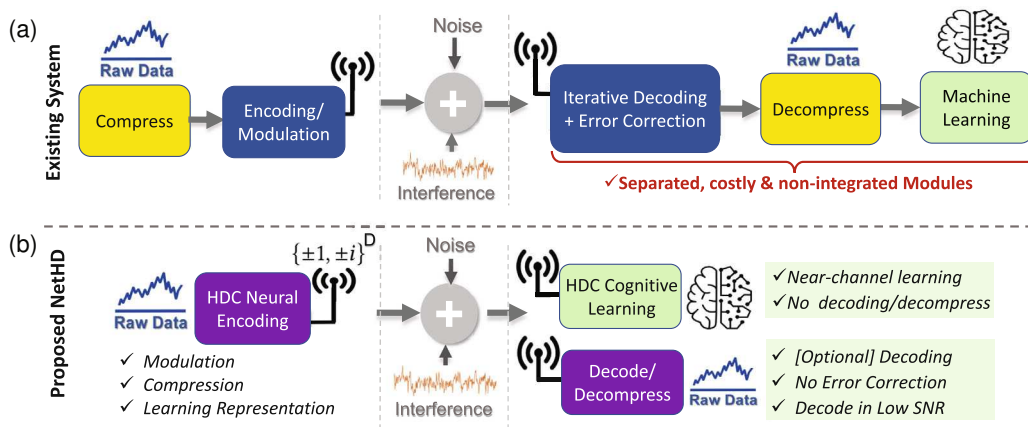 (a)
Existing System
Raw Data
Compress
Encoding/
Modulation
Noise
+
Interference
Iterative Decoding
+ Error Correction
Raw Data
Decompress
Machine
Learning
✓Separated, costly & non-integrated Modules
(b)
Proposed NetHD
Raw Data
HDC Neural
Encoding
{±1, ±i}ᴰ
✓ Modulation
✓ Compression
✓ Learning Representation
Noise
+
Interference
HDC Cognitive
Learning
✓Near-channel learning
✓No decoding/decompress
Decode/
Decompress
Raw Data
✓ [Optional] Decoding
✓ No Error Correction
✓ Decode in Low SNR